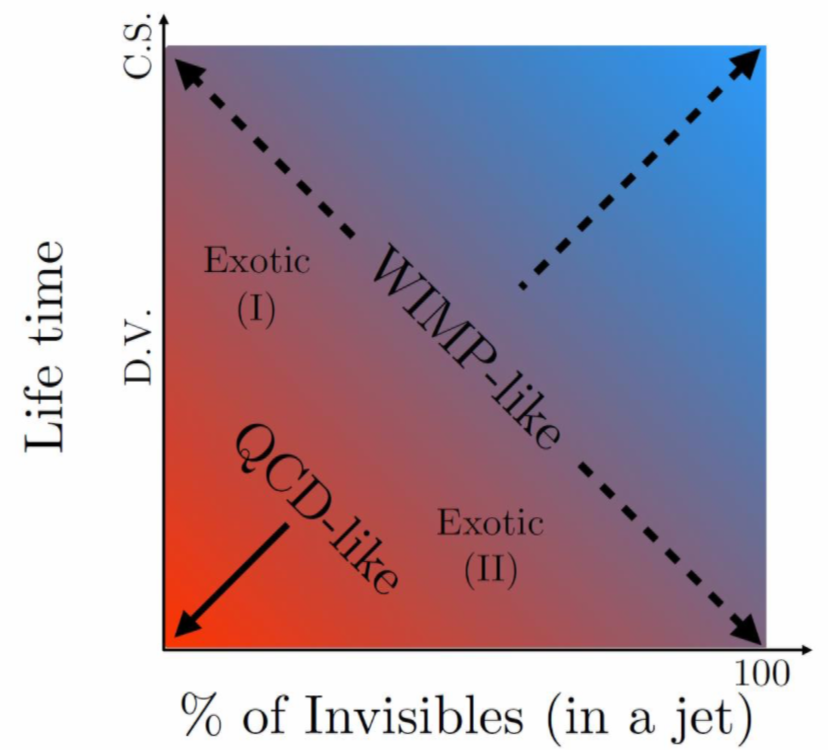 C.S.
Life time
D.V.
Exotic
(I)
WIMP-like
QCD-like
Exotic
(II)
100
% of Invisibles (in a jet)